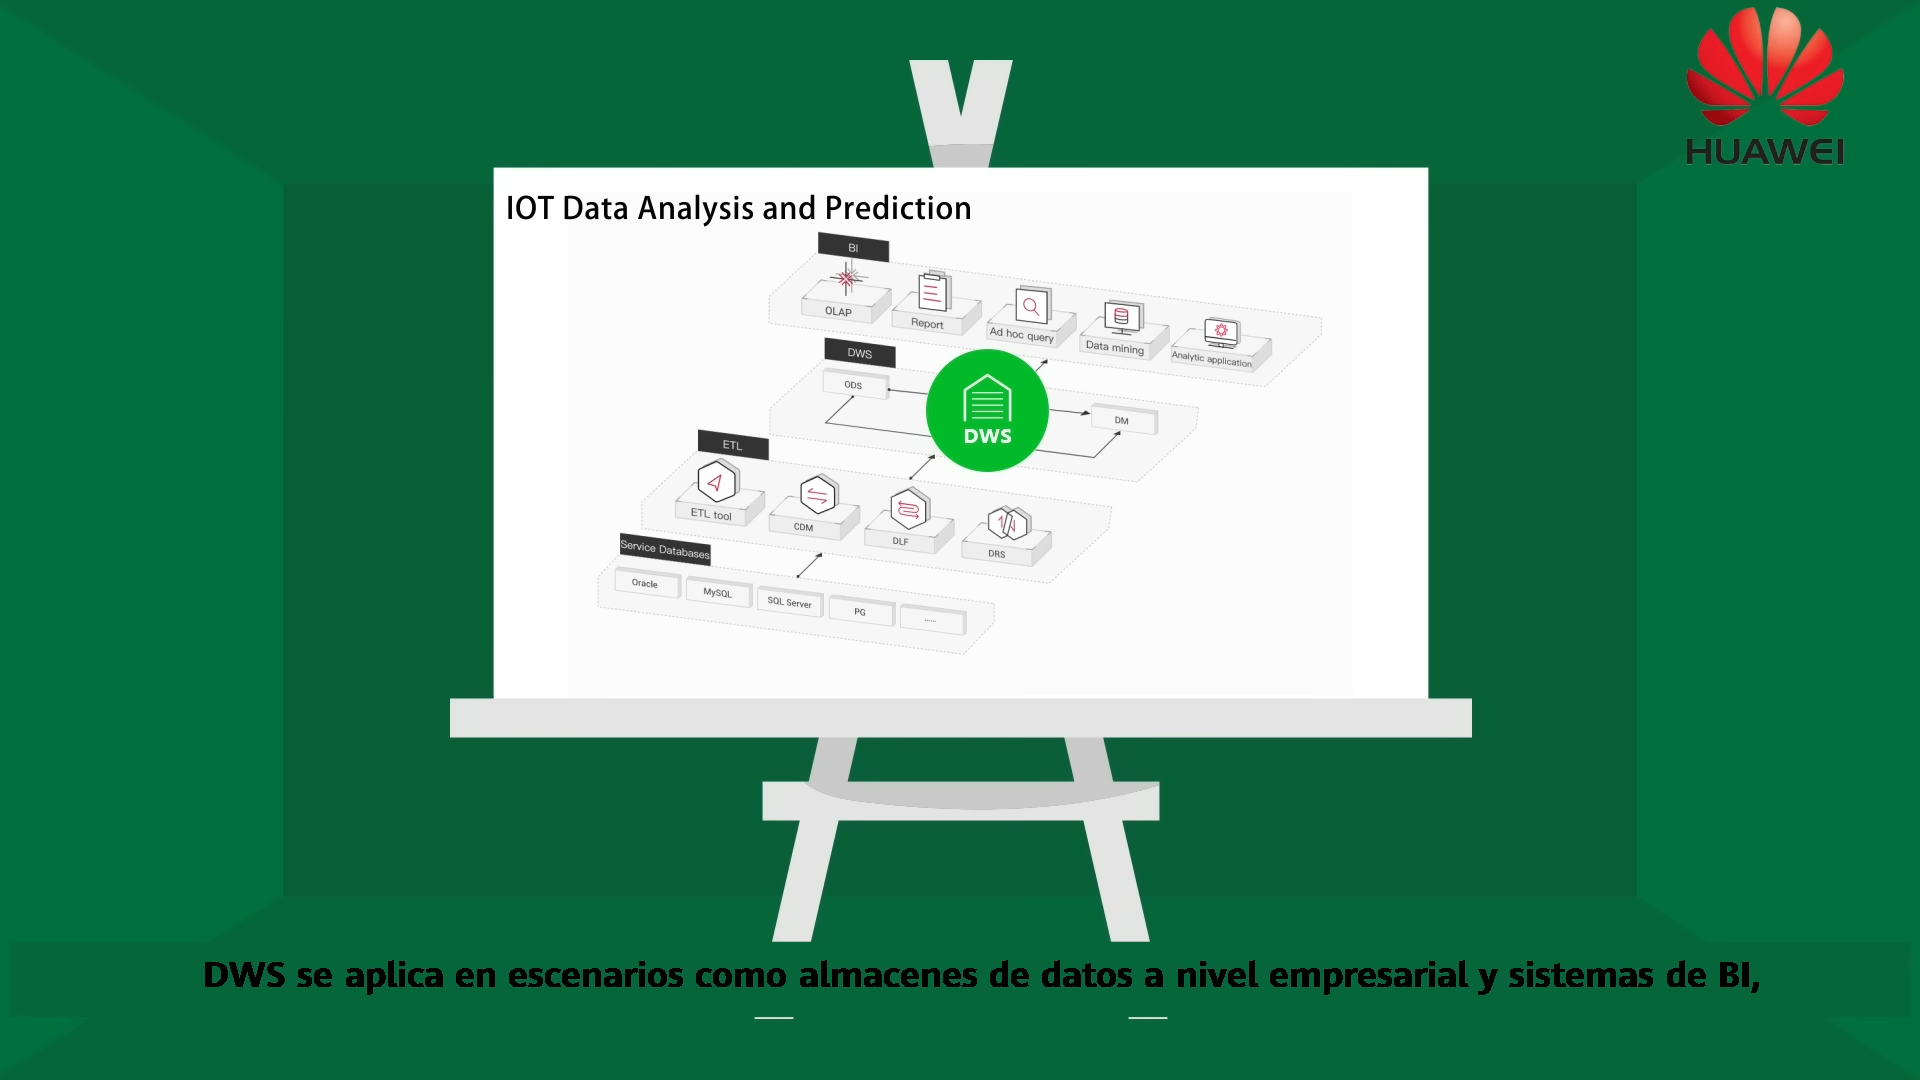 HUAWEI
IOT Data Analysis and Prediction
BI
OLAP
Report
Ad hoc query
Data mining
Analytic application
DWS
ODS
DWS
DM
ETL
ETL tool
CDM
DLF
DRS
Service Databases
Oracle
MySQL
SQL Server
PG
......
DWS se aplica en escenarios como almacenes de datos a nivel empresarial y sistemas de BI,